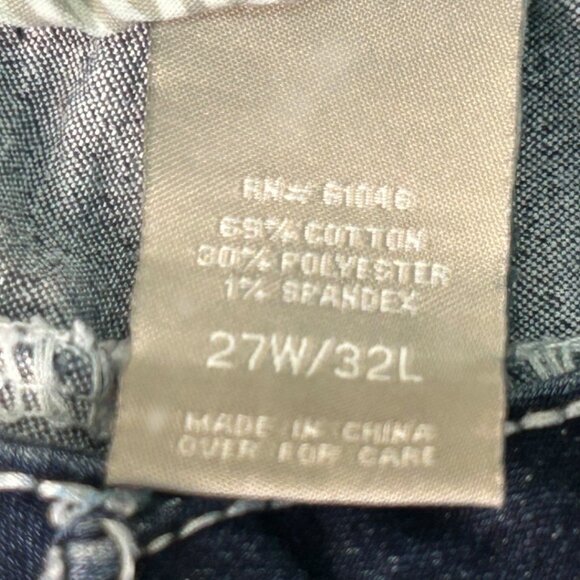 RN# 61046
69% COTTON
30% POLYESTER
1% SPANDEX
27W/32L
MADE IN CHINA
OVER FOR CARE